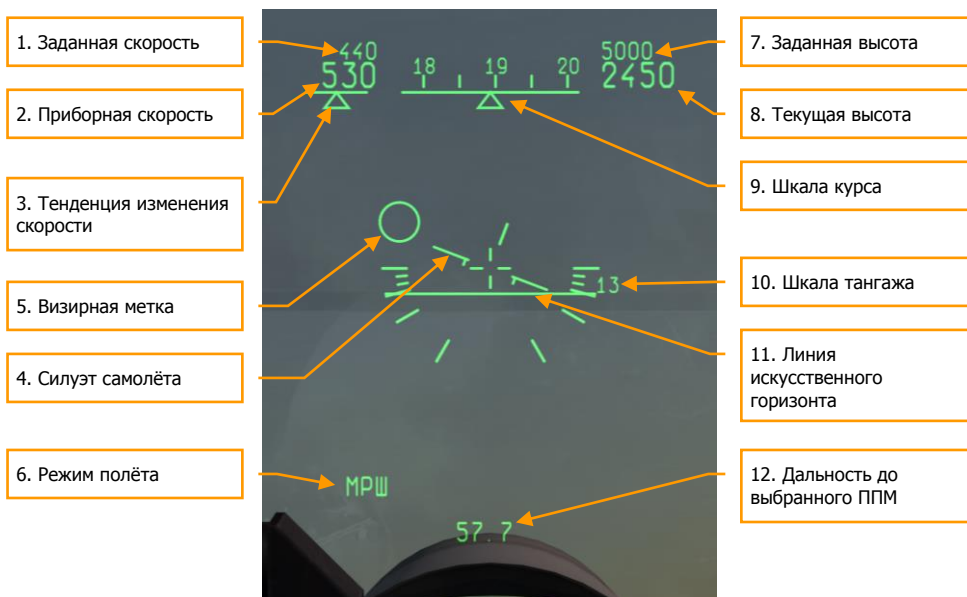 1. Заданная скорость
2. Приборная скорость
3. Тенденция изменения
скорости
5. Визирная метка
4. Силуэт самолёта
6. Режим полёта
440
530
18
19
20
5000
2450
13
МРШ
57.7
7. Заданная высота
8. Текущая высота
9. Шкала курса
10. Шкала тангажа
11. Линия
искусственного
горизонта
12. Дальность до
выбранного ППМ